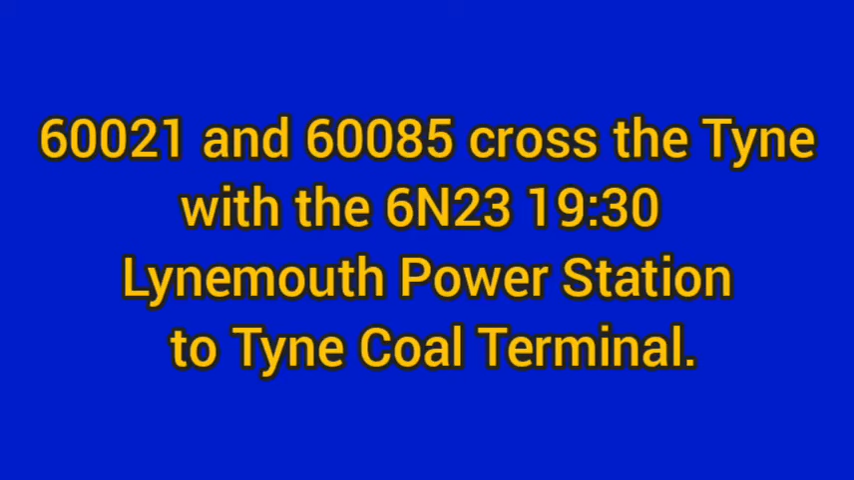 60021 and 60085 cross the Tyne
with the 6N23 19:30
Lynemouth Power Station
to Tyne Coal Terminal.